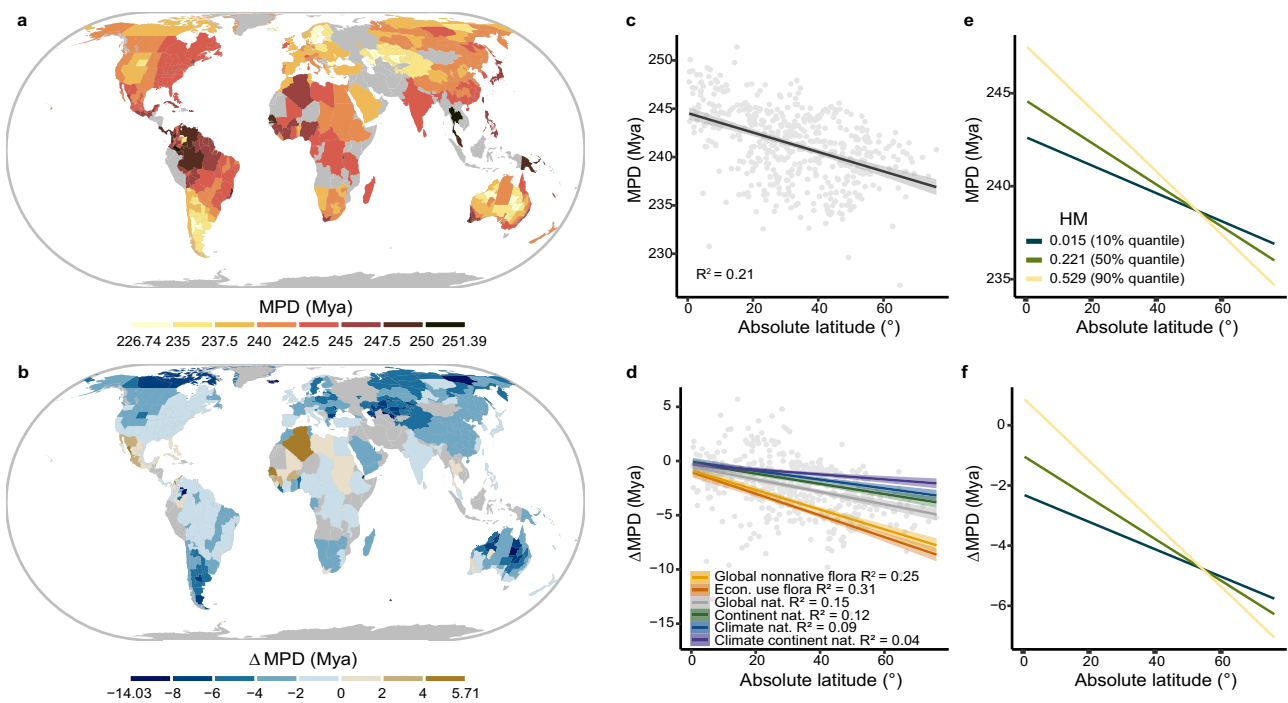 a
MPD (Mya)
226.74 235 237.5 240 242.5 245 247.5 250 251.39
b
Δ MPD (Mya)
−14.03 −8 −6 −4 −2 0 2 4 5.71
c
MPD (Mya)
250
245
240
235
230
R² = 0.21
0 20 40 60
Absolute latitude (°)
d
ΔMPD (Mya)
5
0
−5
−10
−15
Global nonnative flora R² = 0.25
Econ. use flora R² = 0.31
Global nat. R² = 0.15
Continent nat. R² = 0.12
Climate nat. R² = 0.09
Climate continent nat. R² = 0.04
0 20 40 60
Absolute latitude (°)
e
MPD (Mya)
245
240
235
HM
0.015 (10% quantile)
0.221 (50% quantile)
0.529 (90% quantile)
0 20 40 60
Absolute latitude (°)
f
ΔMPD (Mya)
0
−2
−4
−6
0 20 40 60
Absolute latitude (°)